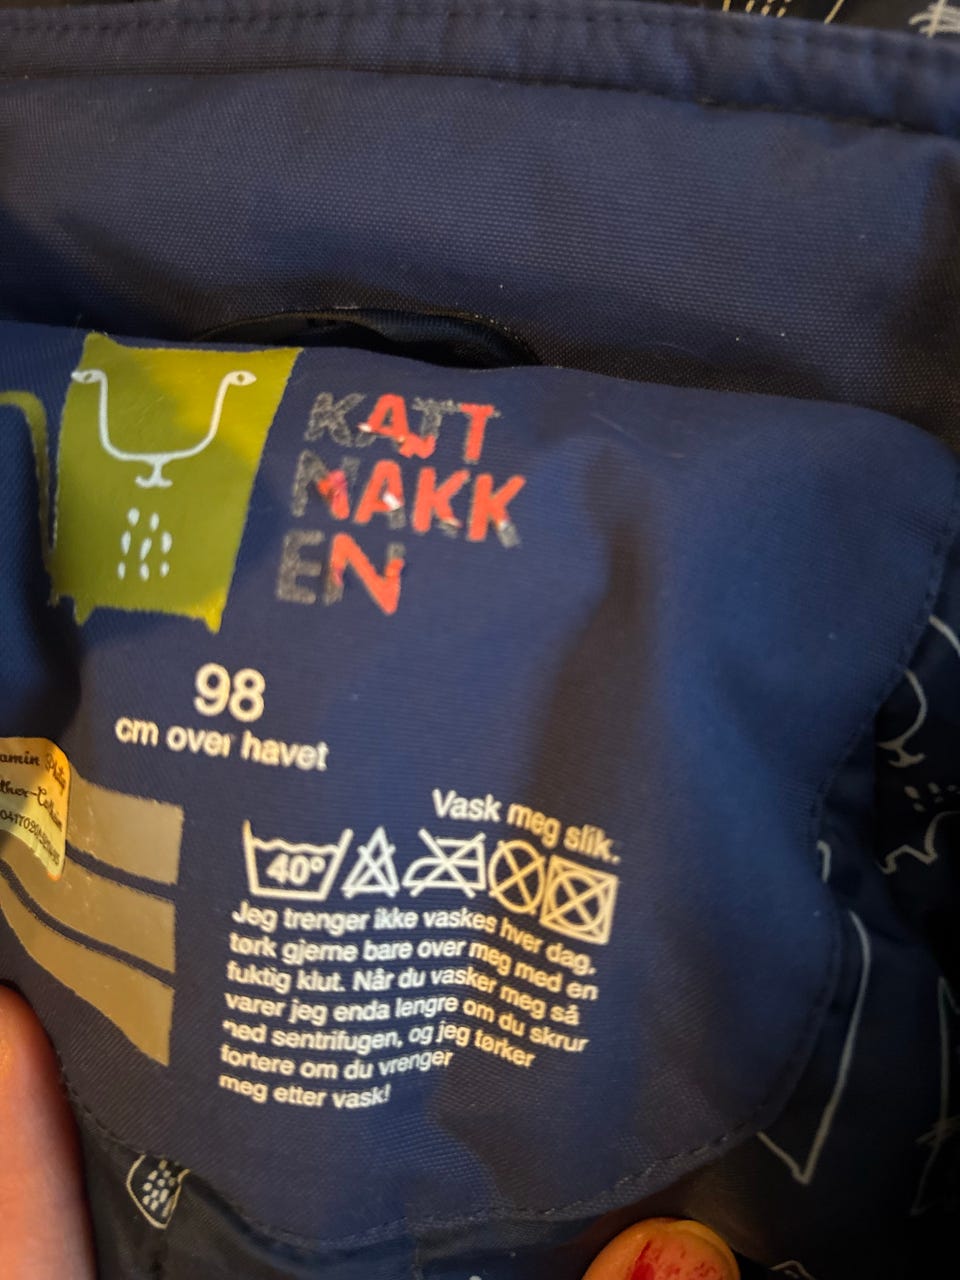 KATT
NAKK
EN
98
cm over havet
Vask meg slik.
40°
Jeg trenger ikke vaskes hver dag,
tørk gjerne bare over meg med en
fuktig klut. Når du vasker meg så
varer jeg enda lengre om du skrur
ned sentrifugen, og jeg tørker
fortere om du vrenger
meg etter vask!